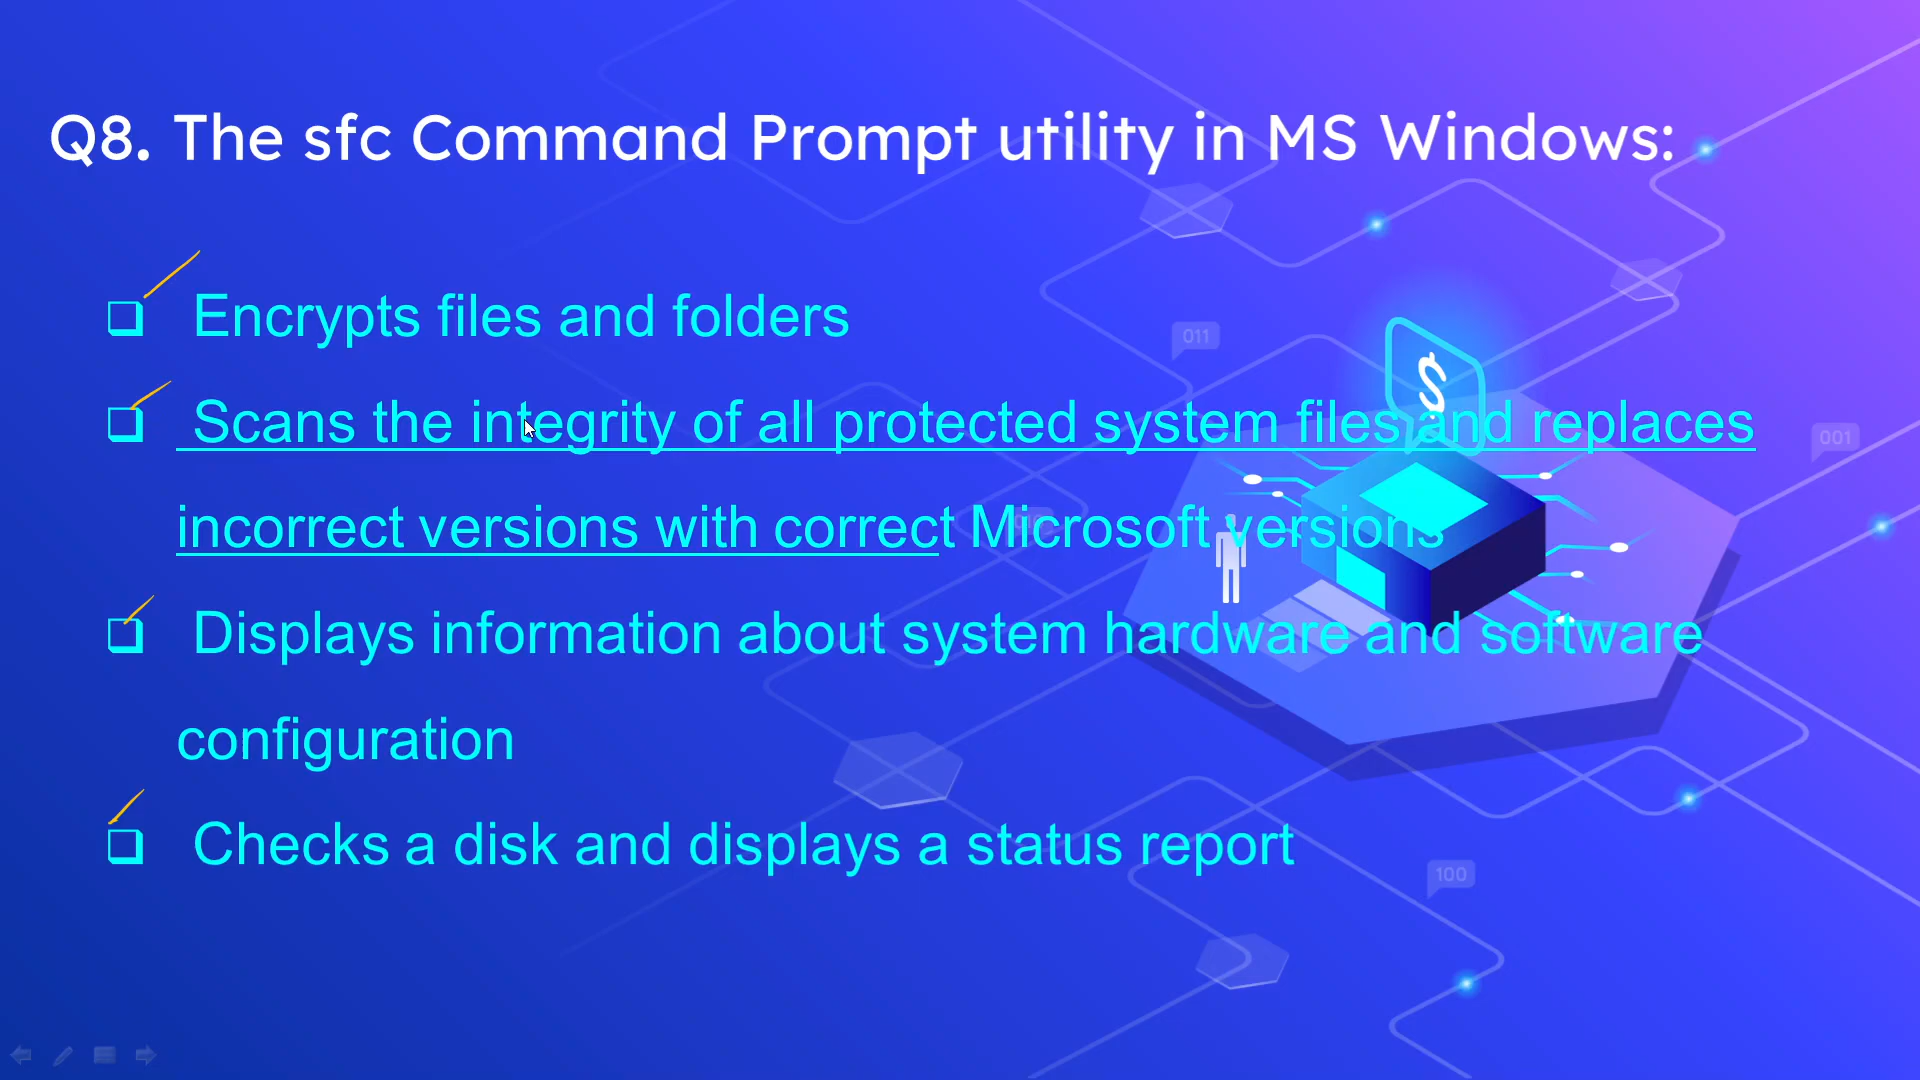 Q8. The sfc Command Prompt utility in MS Windows:
Encrypts files and folders
Scans the integrity of all protected system files and replaces
incorrect versions with correct Microsoft versions
Displays information about system hardware and software
configuration
Checks a disk and displays a status report
011
$
001
010
100